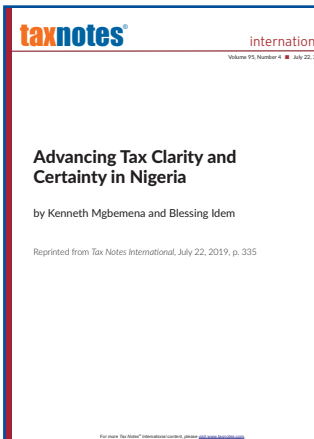 taxnotes®
internation
Volume 95, Number 4 ■ July 22, 2
Advancing Tax Clarity and
Certainty in Nigeria
by Kenneth Mgbemena and Blessing Idem
Reprinted from Tax Notes International, July 22, 2019, p. 335
For more Tax Notes® International content, please visit www.taxnotes.com.